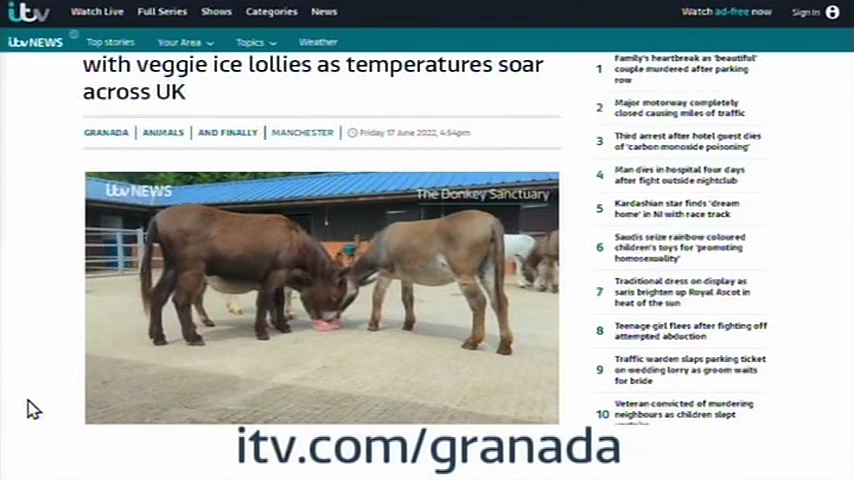 itv
Watch Live
Full Series
Shows
Categories
News
Watch ad-free now
Sign In
itv NEWS
Top stories
Your Area
Topics
Weather
with veggie ice lollies as temperatures soar
across UK
GRANADA | ANIMALS | AND FINALLY | MANCHESTER | Friday 17 June 2022, 4:54pm
itv NEWS
The Donkey Sanctuary
1 Family's heartbreak as 'beautiful'
couple murdered after parking
row
2 Major motorway completely
closed causing miles of traffic
3 Third arrest after hotel guest dies
of 'carbon monoxide poisoning'
4 Man dies in hospital four days
after fight outside nightclub
5 Kardashian star finds 'dream
home' in NI with race track
6 Saudis seize rainbow coloured
children's toys for 'promoting
homosexuality'
7 Traditional dress on display as
saris brighten up Royal Ascot in
heat of the sun
8 Teenage girl flees after fighting off
attempted abduction
9 Traffic warden slaps parking ticket
on wedding lorry as groom waits
for bride
10 Veteran convicted of murdering
neighbours as children slept
itv.com/granada